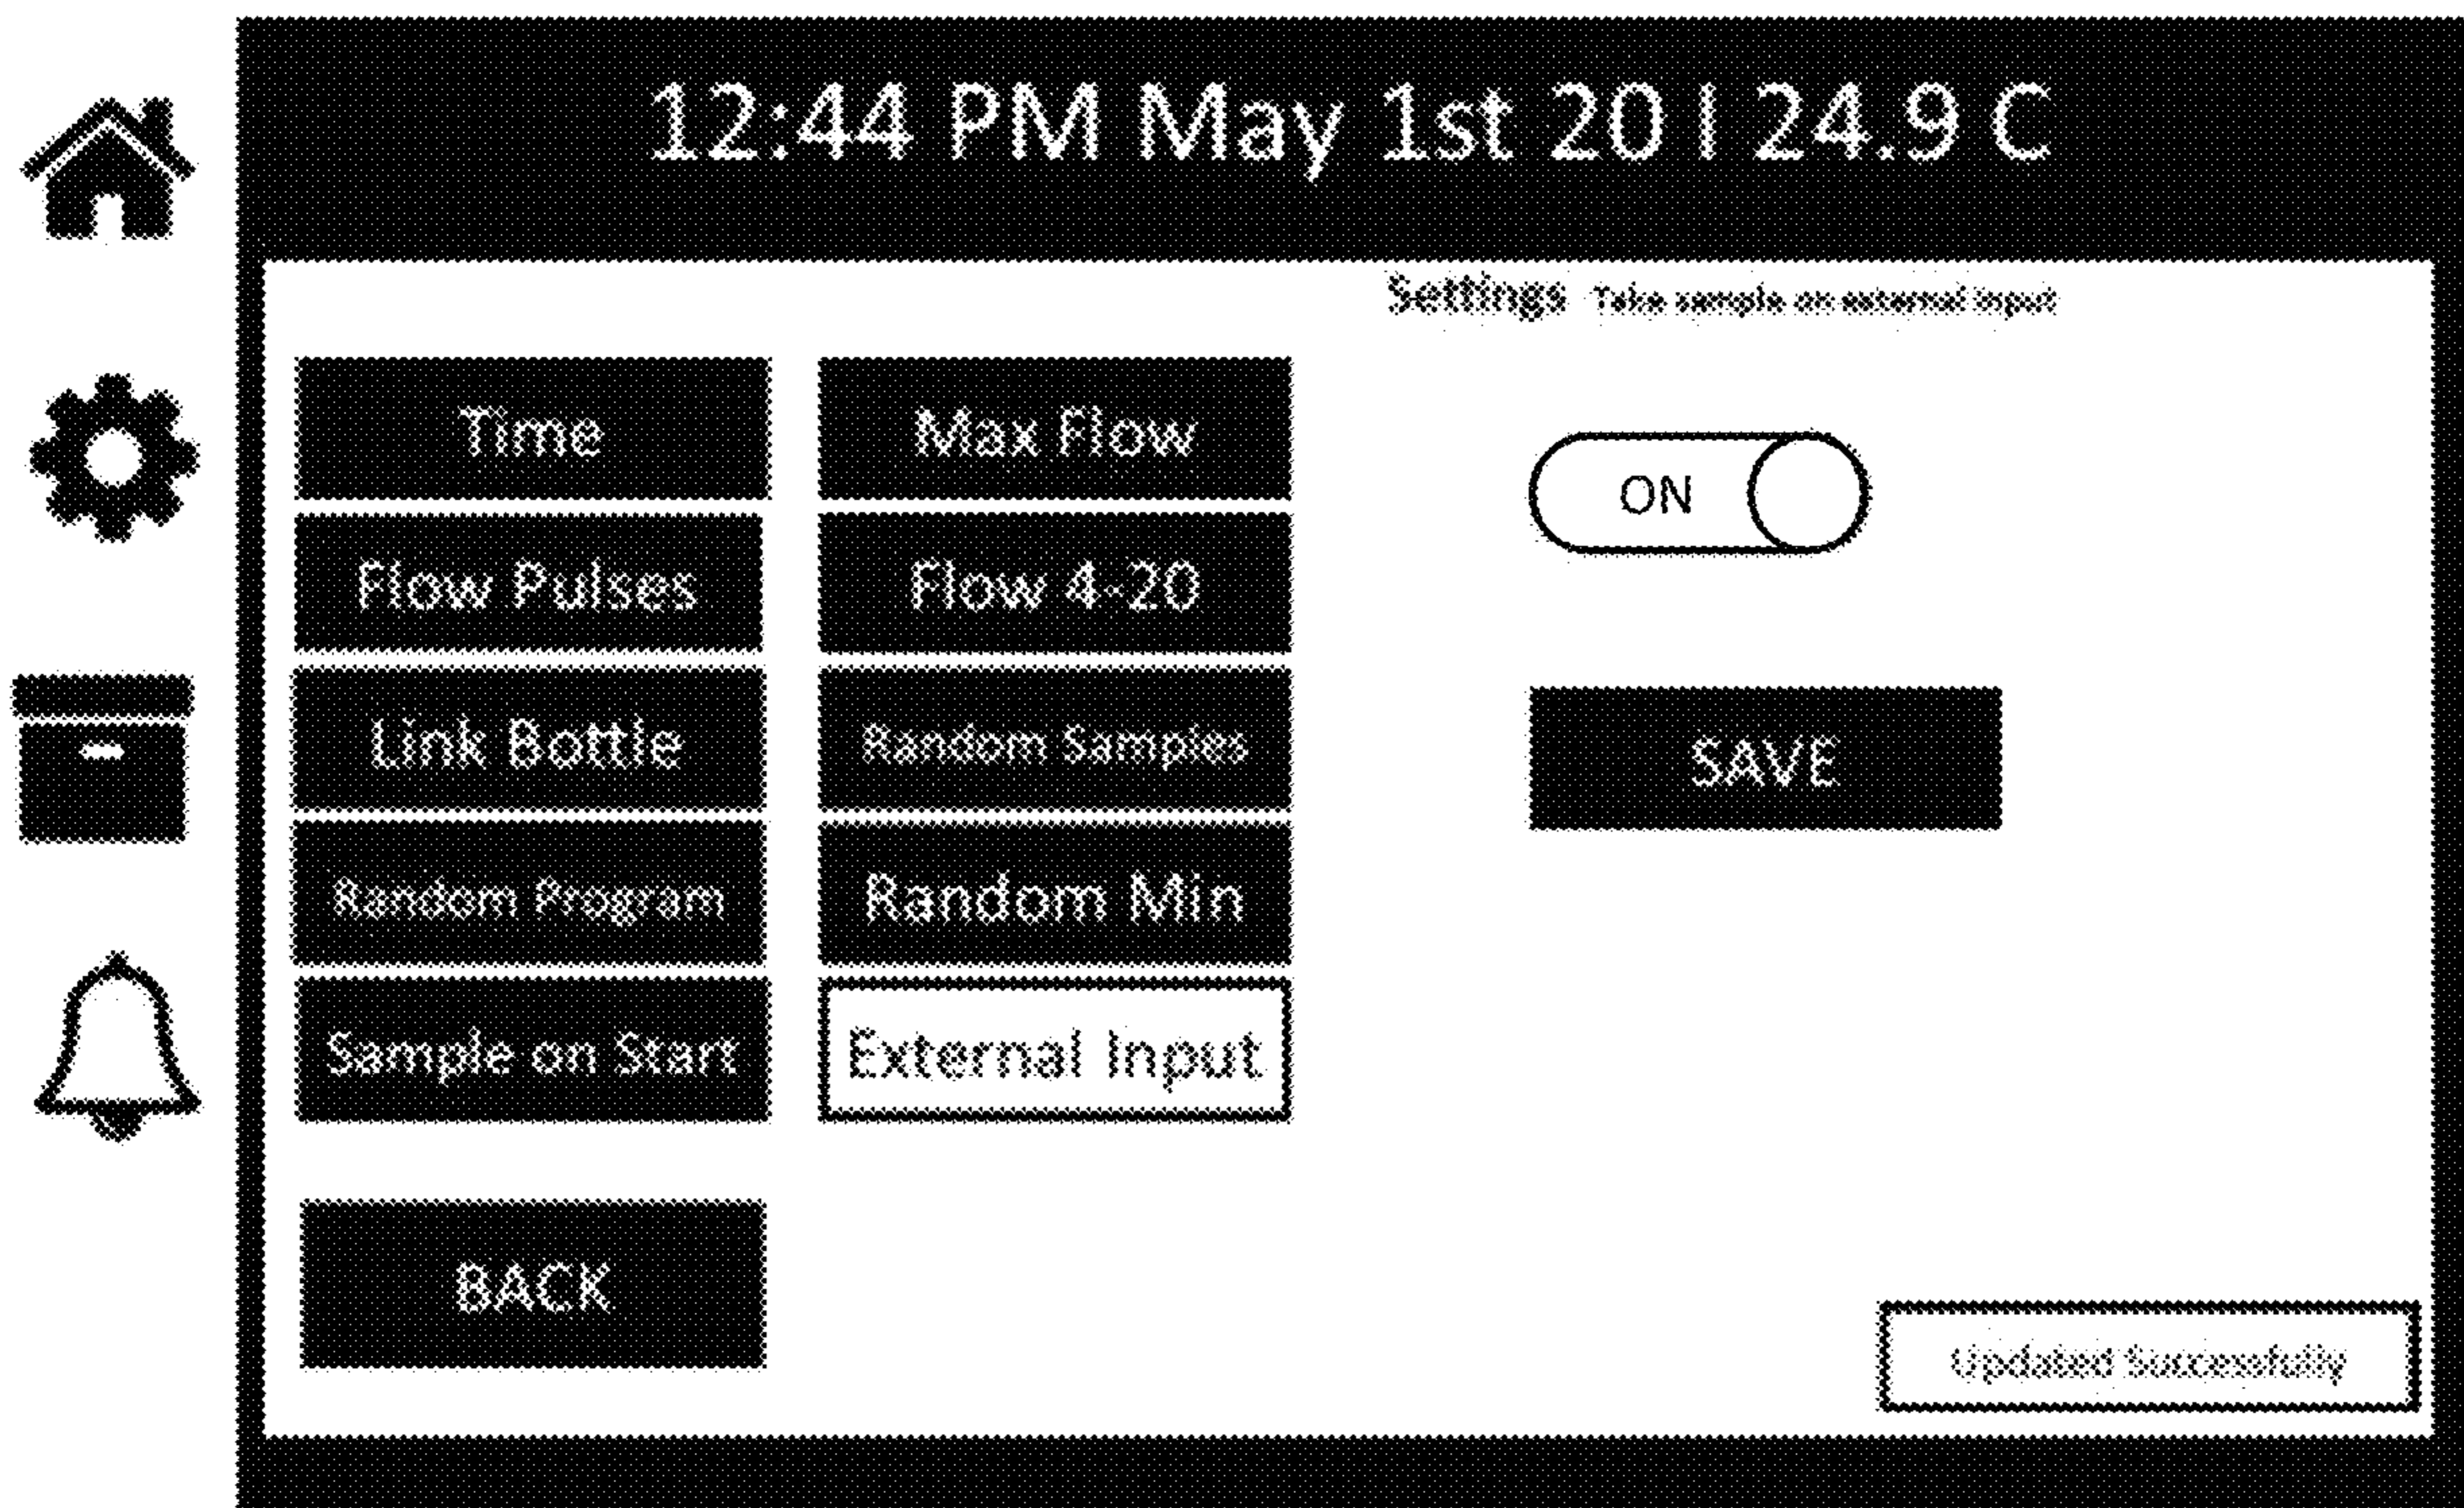 12:44 PM May 1st 20 I 24.9 C
Settings Take sample on external input
Time
Max Flow
ON
Flow Pulses
Flow 4-20
Link Bottle
Random Samples
SAVE
Random Program
Random Min
Sample on Start
External Input
BACK
Updated Successfully